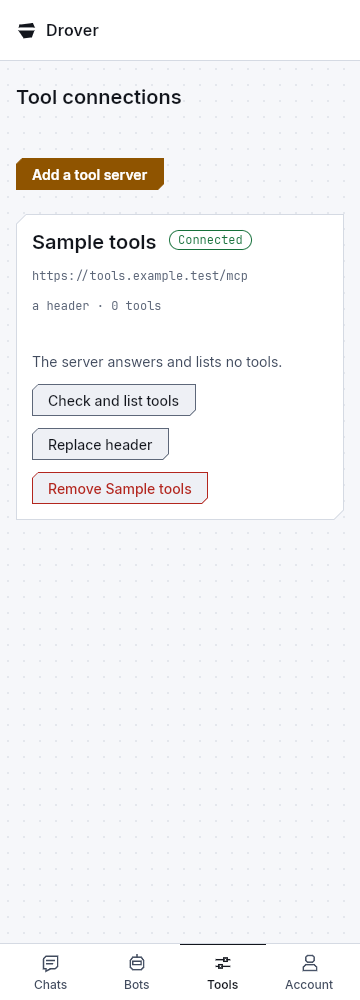 Drover
Tool connections
Add a tool server
Sample tools
Connected
https://tools.example.test/mcp
a header · 0 tools
The server answers and lists no tools.
Check and list tools
Replace header
Remove Sample tools
Chats
Bots
Tools
Account